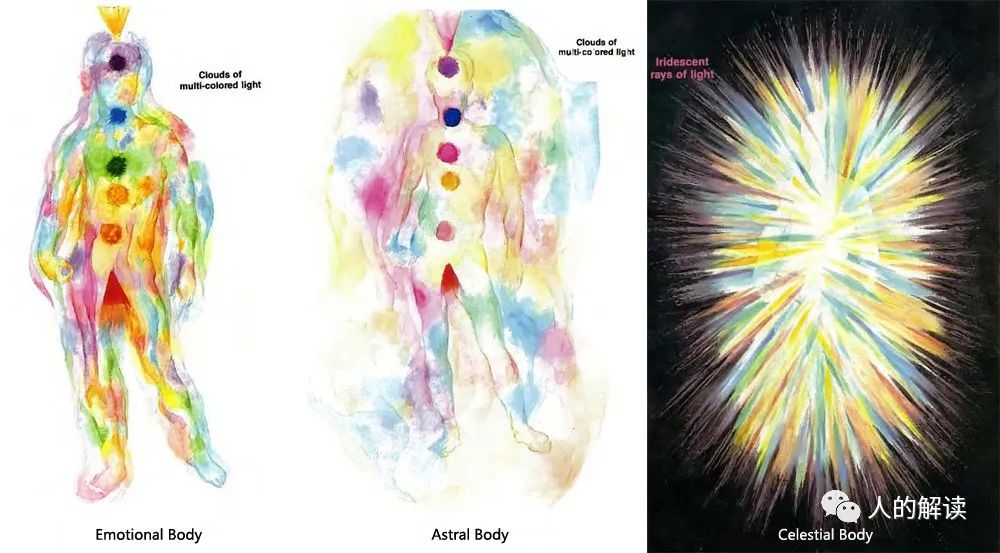 Clouds of
multi-colored light
Emotional Body
Clouds of
multi-colored light
Astral Body
Iridescent
rays of light
人的解读
Celestial Body